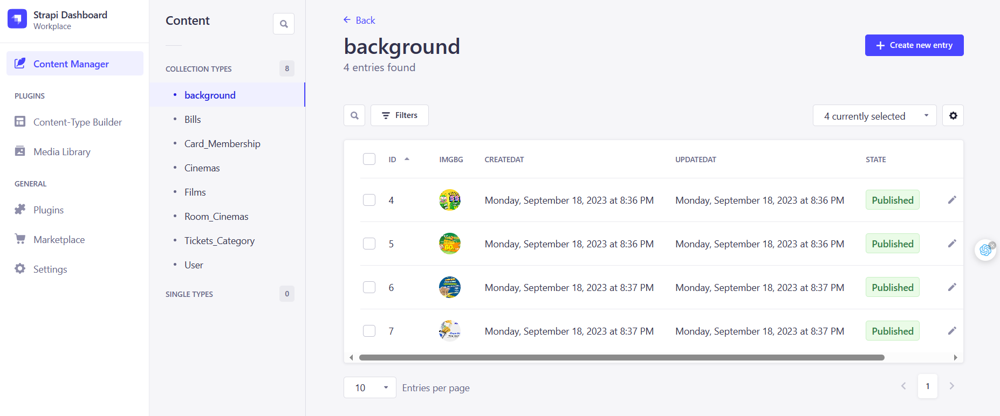 Strapi Dashboard
Workplace
Content Manager
PLUGINS
Content-Type Builder
Media Library
GENERAL
Plugins
Marketplace
Settings
Content
COLLECTION TYPES 8
background
Bills
Card_Membership
Cinemas
Films
Room_Cinemas
Tickets_Category
User
SINGLE TYPES 0
Back
background
4 entries found
Create new entry
Filters
4 currently selected
ID IMGBG CREATEDAT UPDATEDAT STATE
4 Monday, September 18, 2023 at 8:36 PM Monday, September 18, 2023 at 8:36 PM Published
5 Monday, September 18, 2023 at 8:36 PM Monday, September 18, 2023 at 8:36 PM Published
6 Monday, September 18, 2023 at 8:37 PM Monday, September 18, 2023 at 8:37 PM Published
7 Monday, September 18, 2023 at 8:37 PM Monday, September 18, 2023 at 8:37 PM Published
10 Entries per page
1